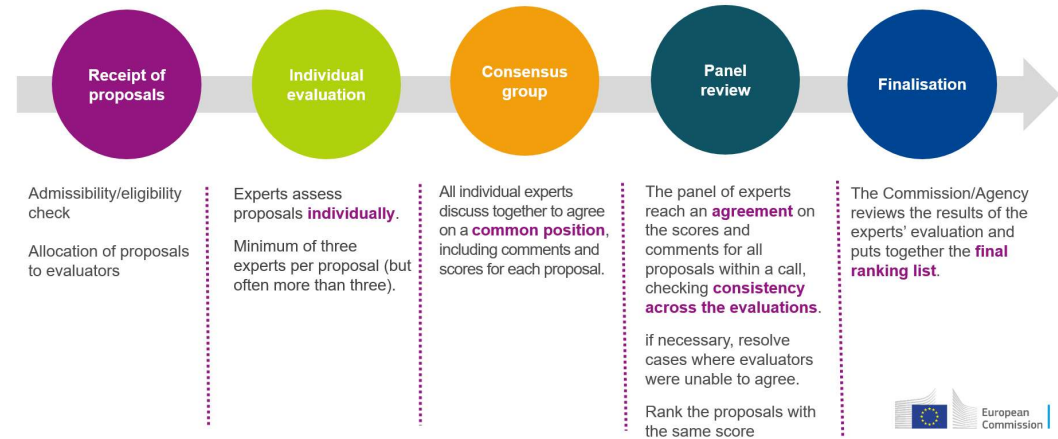 Receipt of
proposals
Individual
evaluation
Consensus
group
Panel
review
Finalisation
Admissibility/eligibility
check
Allocation of proposals
to evaluators
Experts assess
proposals individually.
Minimum of three
experts per proposal (but
often more than three).
All individual experts
discuss together to agree
on a common position,
including comments and
scores for each proposal.
The panel of experts
reach an agreement on
the scores and
comments for all
proposals within a call,
checking consistency
across the evaluations.
if necessary, resolve
cases where evaluators
were unable to agree.
Rank the proposals with
the same score
The Commission/Agency
reviews the results of the
experts’ evaluation and
puts together the final
ranking list.
European
Commission